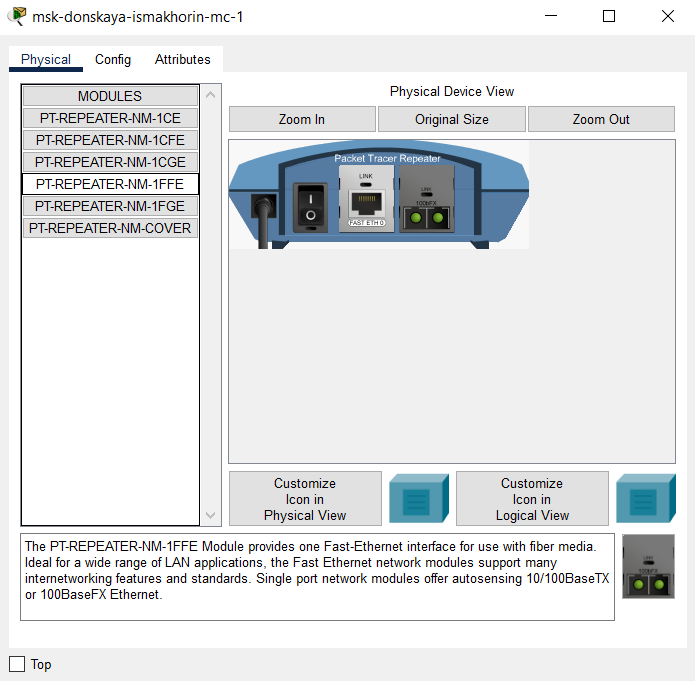 msk-donskaya-ismakhorin-mc-1
Physical Config Attributes
MODULES
PT-REPEATER-NM-1CE
PT-REPEATER-NM-1CFE
PT-REPEATER-NM-1CGE
PT-REPEATER-NM-1FFE
PT-REPEATER-NM-1FGE
PT-REPEATER-NM-COVER
Physical Device View
Zoom In
Original Size
Zoom Out
Packet Tracer Repeater
LINK
FAST ETH 0
LINK
100bFX
Customize
Icon in
Physical View
Customize
Icon in
Logical View
The PT-REPEATER-NM-1FFE Module provides one Fast-Ethernet interface for use with fiber media.
Ideal for a wide range of LAN applications, the Fast Ethernet network modules support many
internetworking features and standards. Single port network modules offer autosensing 10/100BaseTX
or 100BaseFX Ethernet.
LINK
100bFX
Top